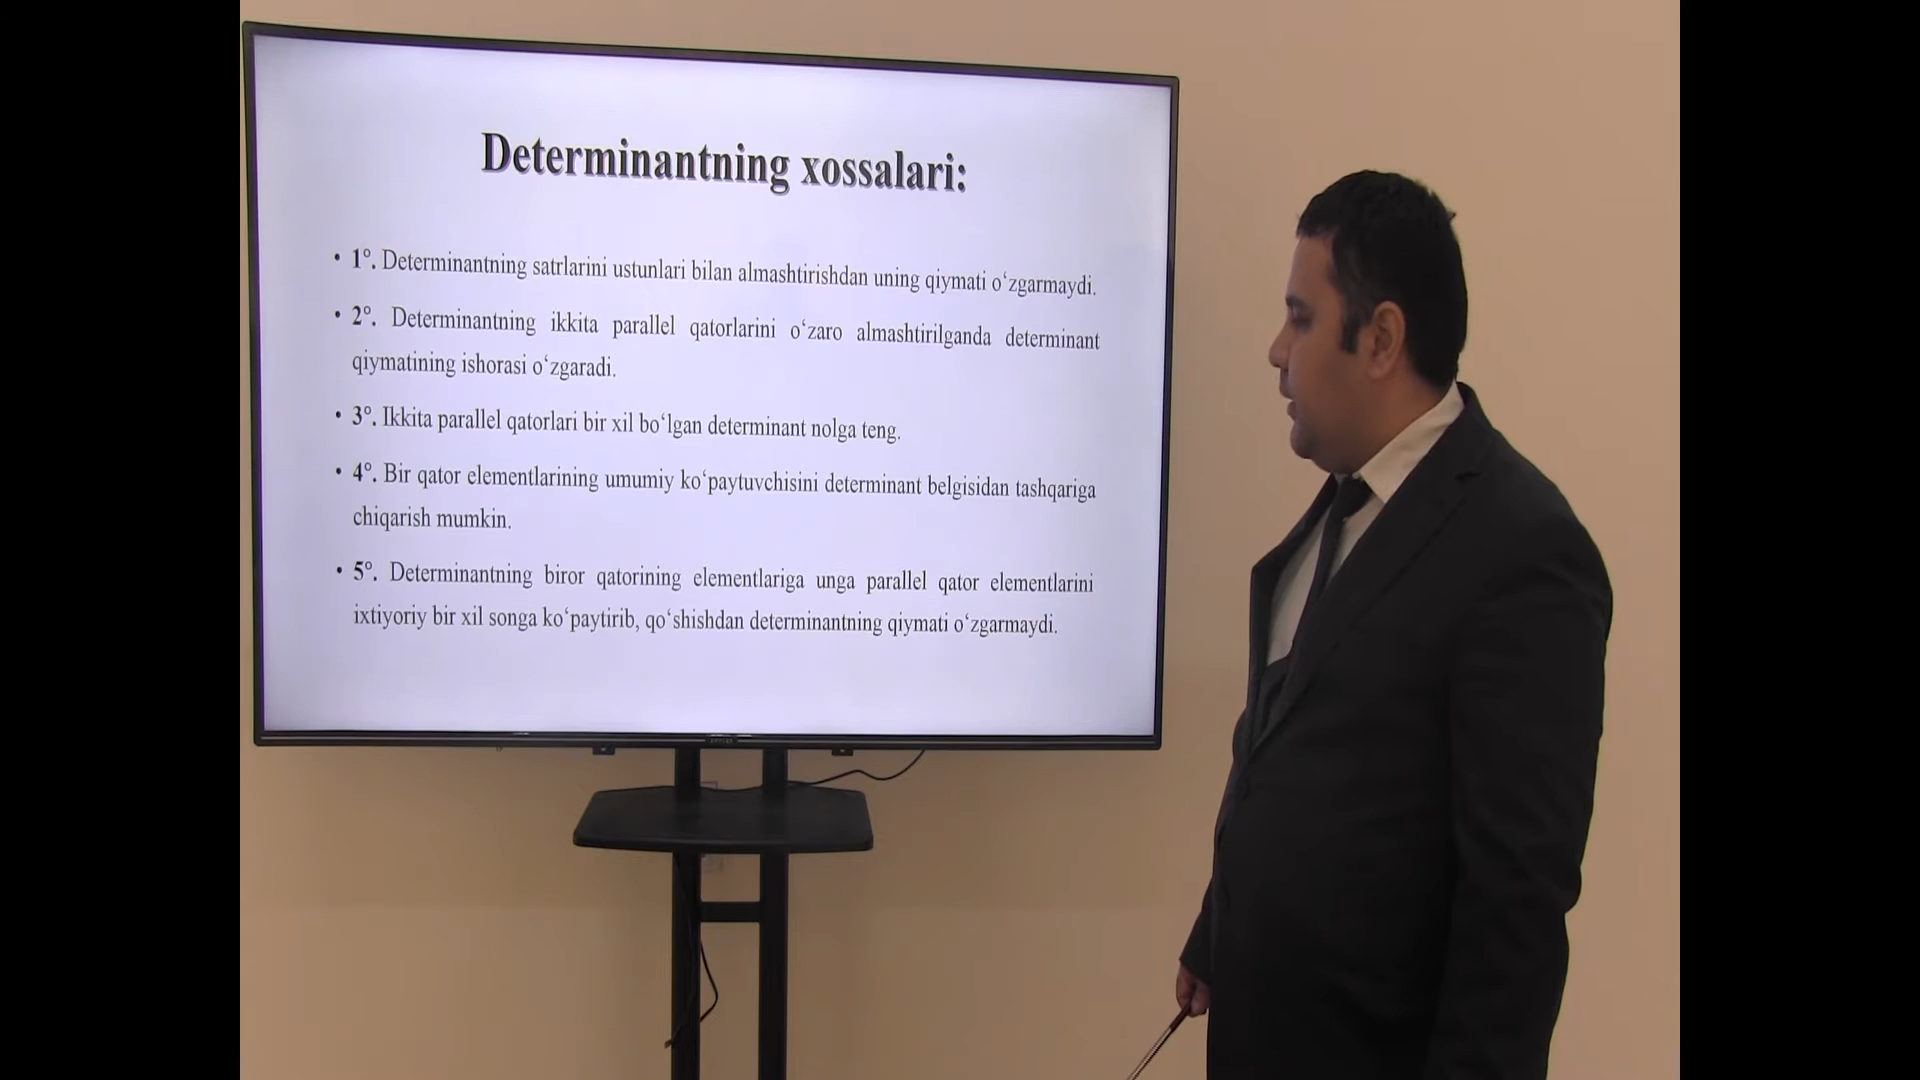 Determinantning xossalari:
• 1°. Determinantning satrlarini ustunlari bilan almashtirishdan uning qiymati o‘zgarmaydi.
• 2°. Determinantning ikkita parallel qatorlarini o‘zaro almashtirilganda determinant
qiymatining ishorasi o‘zgaradi.
• 3°. Ikkita parallel qatorlari bir xil bo‘lgan determinant nolga teng.
• 4°. Bir qator elementlarining umumiy ko‘paytuvchisini determinant belgisidan tashqariga
chiqarish mumkin.
• 5°. Determinantning biror qatorining elementlariga unga parallel qator elementlarini
ixtiyoriy bir xil songa ko‘paytirib, qo‘shishdan determinantning qiymati o‘zgarmaydi.